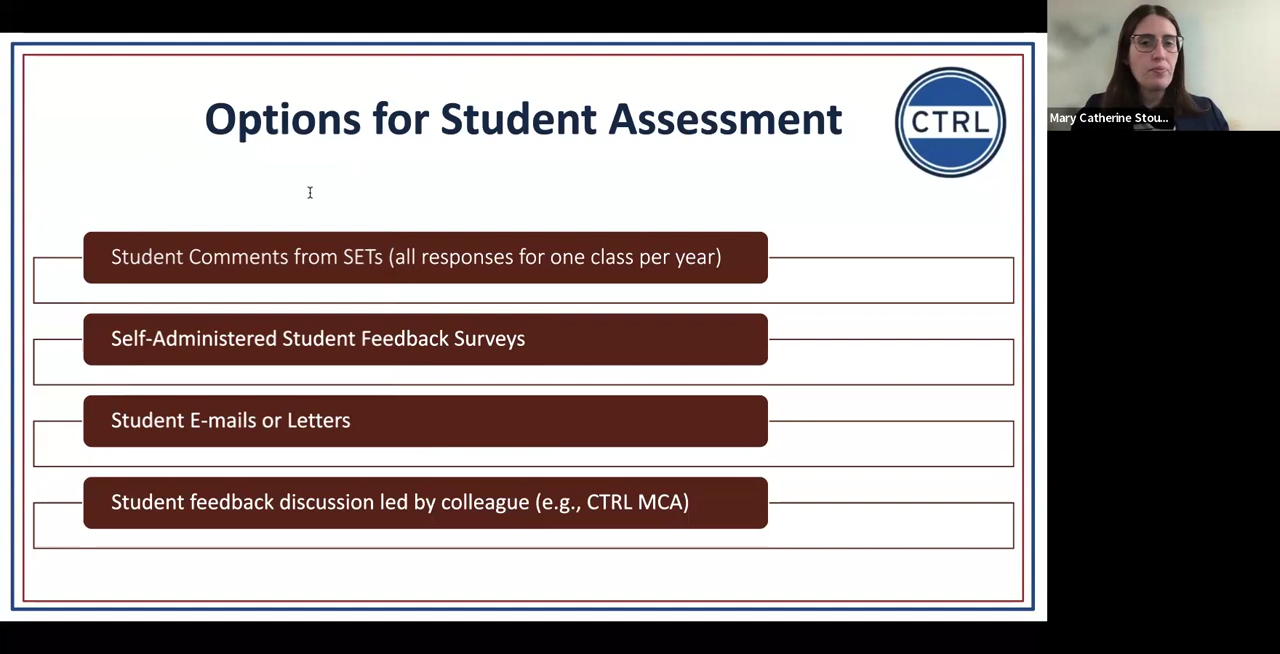 Options for Student Assessment
CTRL
Mary Catherine Stou...
Student Comments from SETs (all responses for one class per year)
Self-Administered Student Feedback Surveys
Student E-mails or Letters
Student feedback discussion led by colleague (e.g., CTRL MCA)